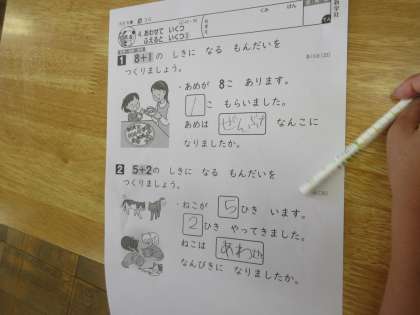 4 あわせて いくつ
ふえると いくつ②
くみ ばん
1 8+1の しきに なる もんだいを
つくりましょう。
・あめが 8こ あります。
1こ もらいました。
あめは ぜんぶ なんこに
なりましたか。
2 5+2の しきに なる もんだいを
つくりましょう。
・ねこが 5ひき います。
2ひき やってきました。
ねこは あわせ
なんびきに なりましたか。